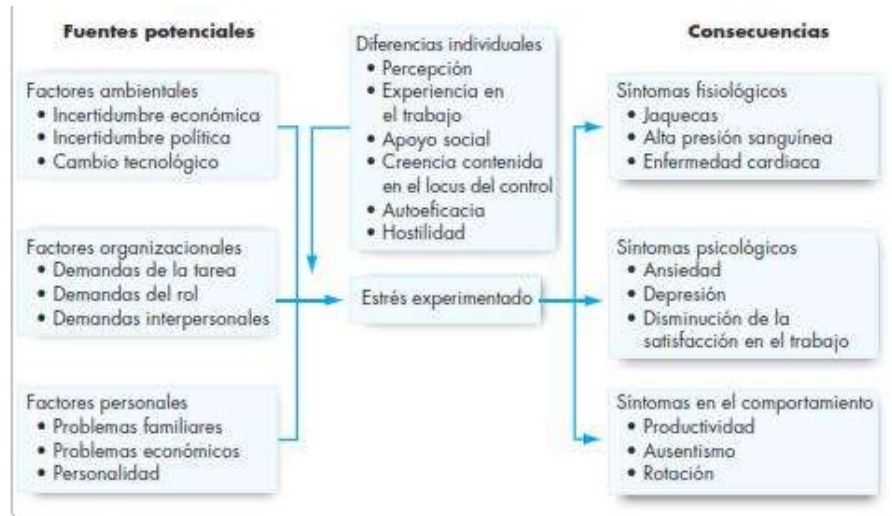 Fuentes potenciales
Factores ambientales
• Incertidumbre económica
• Incertidumbre política
• Cambio tecnológico
Factores organizacionales
• Demandas de la tarea
• Demandas del rol
• Demandas interpersonales
Factores personales
• Problemas familiares
• Problemas económicos
• Personalidad
Diferencias individuales
• Percepción
• Experiencia en
el trabajo
• Apoyo social
• Creencia contenida
en el locus del control
• Autoeficacia
• Hostilidad
Estrés experimentado
Consecuencias
Síntomas fisiológicos
• Jaquecas
• Alta presión sanguínea
• Enfermedad cardiaca
Síntomas psicológicos
• Ansiedad
• Depresión
• Disminución de la
satisfacción en el trabajo
Síntomas en el comportamiento
• Productividad
• Ausentismo
• Rotación